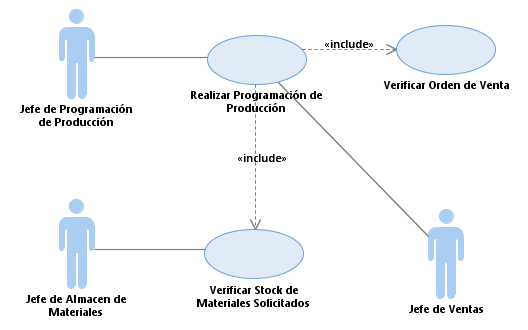 «include»
Verificar Orden de Venta
Jefe de Programación
de Producción
Realizar Programación de
Producción
«include»
Jefe de Almacen de
Materiales
Verificar Stock de
Materiales Solicitados
Jefe de Ventas